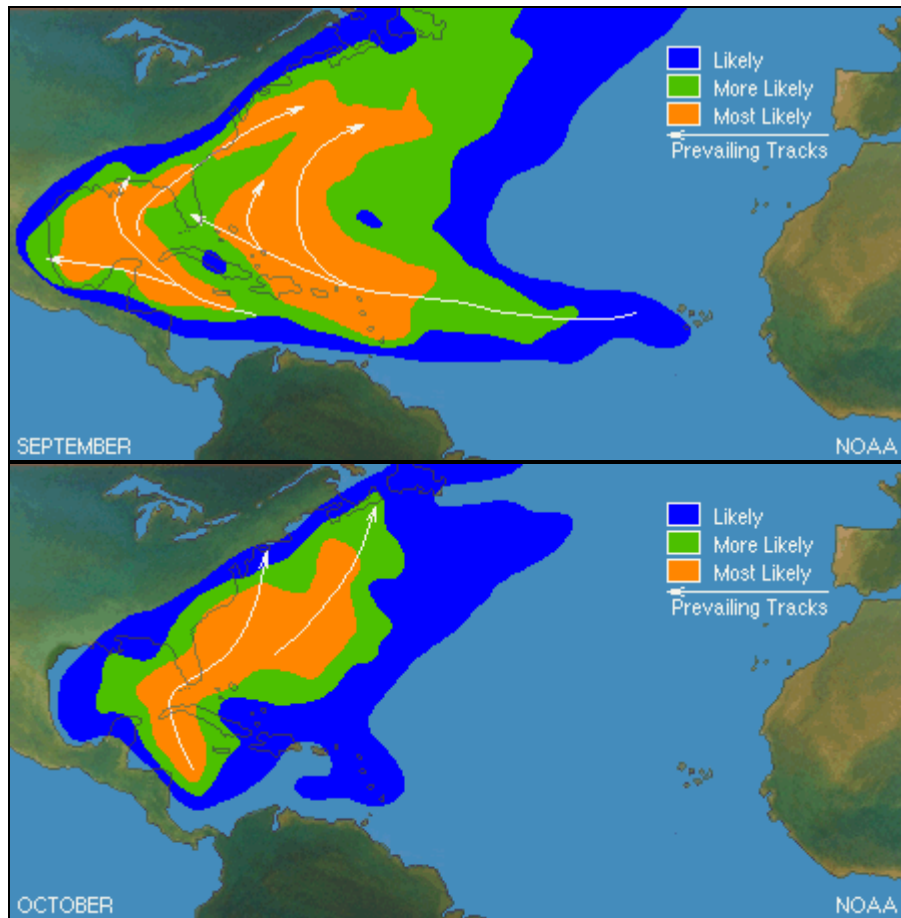 Likely
More Likely
Most Likely
Prevailing Tracks
SEPTEMBER
NOAA
Likely
More Likely
Most Likely
Prevailing Tracks
OCTOBER
NOAA